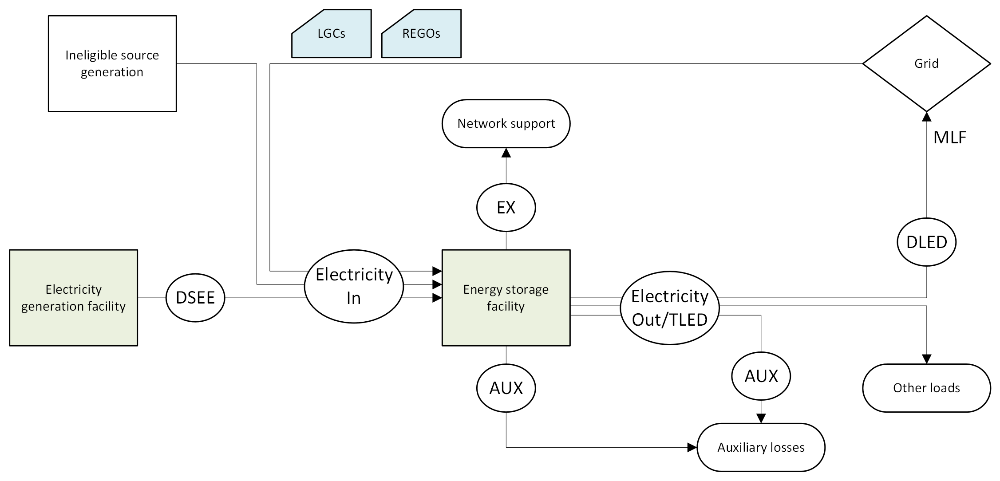 LGCs
REGOs
Ineligible source
generation
Grid
Network support
MLF
EX
DLED
Electricity
In
Electricity
generation facility
DSEE
Energy storage
facility
Electricity
Out/TLED
AUX
AUX
Other loads
Auxiliary losses